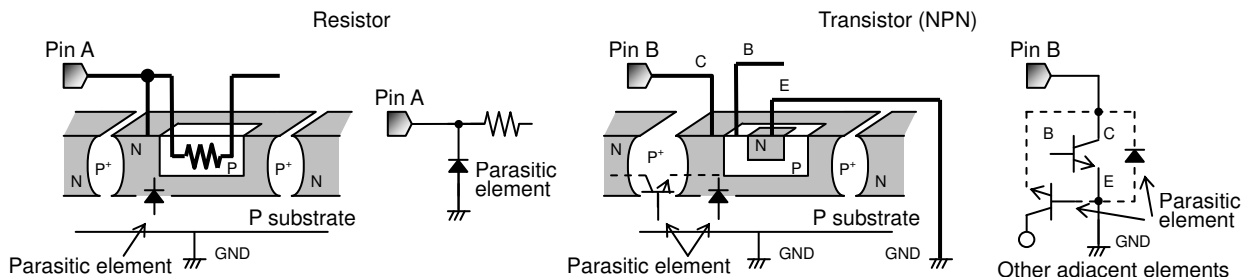 Resistor
Transistor (NPN)
Pin A
Pin B
C
B
E
Pin B
Pin A
N
P+
N
P+
N
P
Parasitic
element
P substrate
GND
Parasitic element
N
P+
N
P
P+
N
P substrate
GND
GND
Parasitic element
B
C
E
Parasitic
element
GND
Other adjacent elements